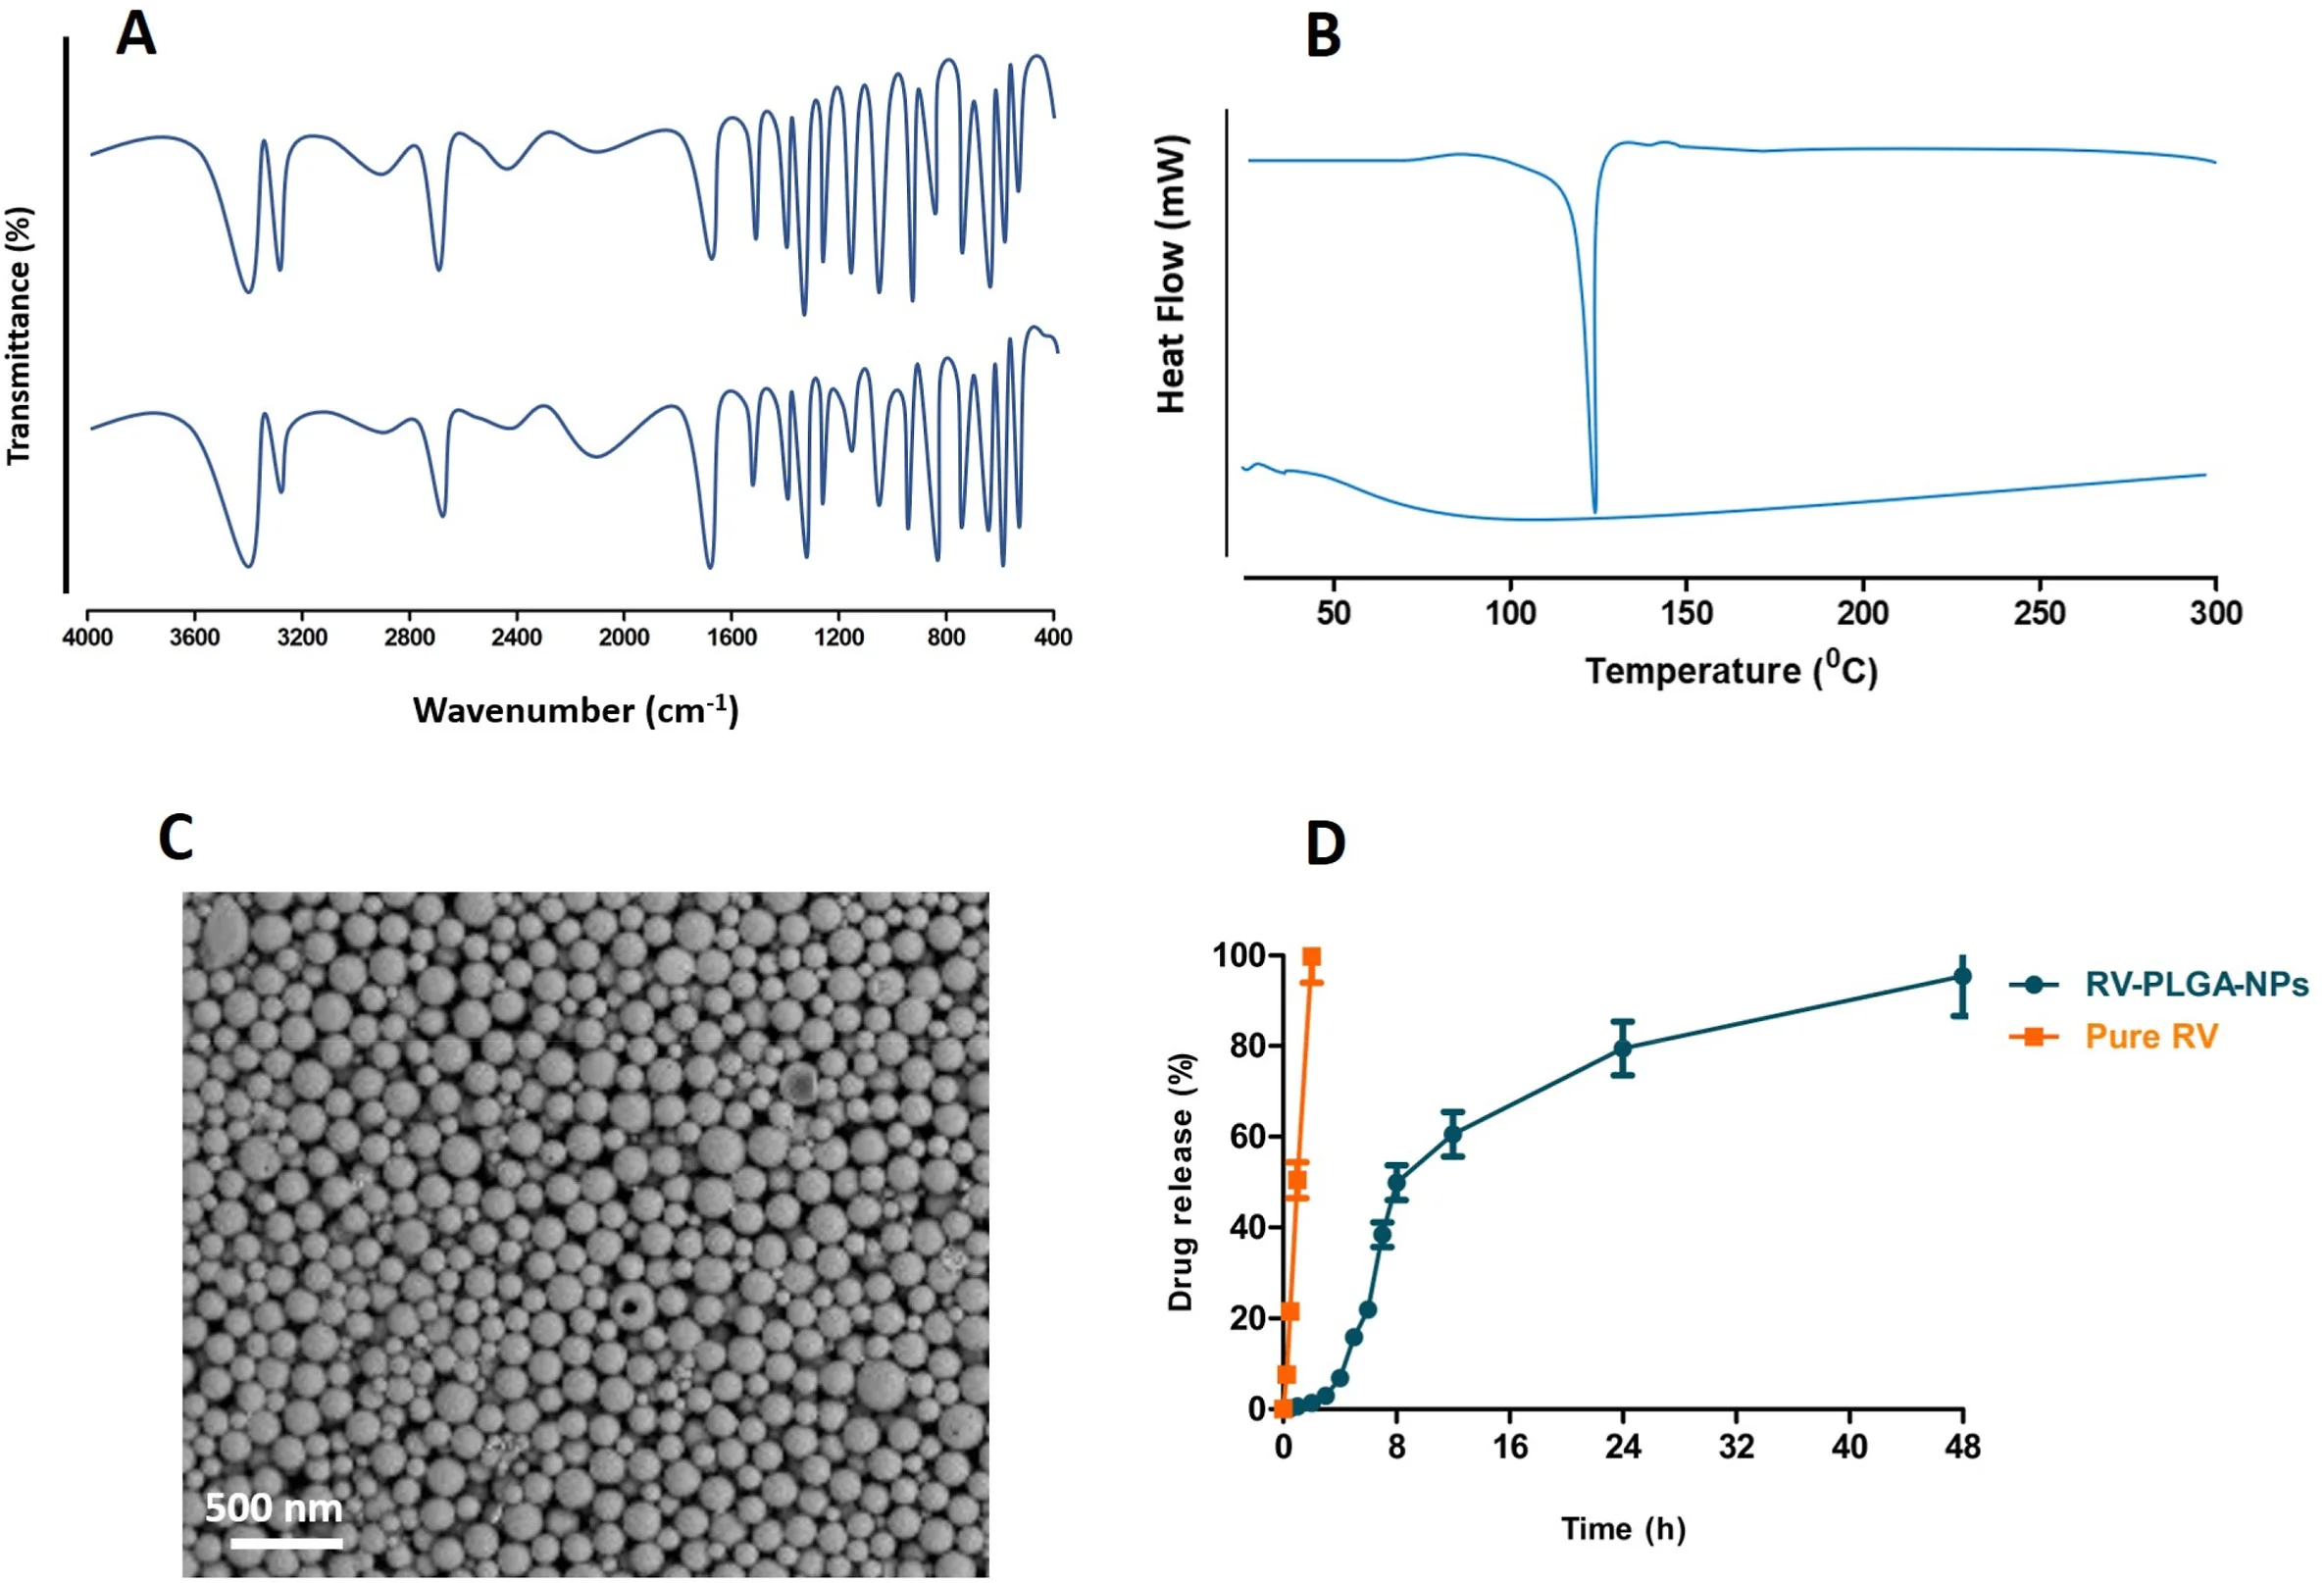 A
Transmittance (%)
4000 3600 3200 2800 2400 2000 1600 1200 800 400
Wavenumber (cm⁻¹)
B
Heat Flow (mW)
50 100 150 200 250 300
Temperature (⁰C)
C
500 nm
D
Drug release (%)
100
80
60
40
20
0
0 8 16 24 32 40 48
Time (h)
RV-PLGA-NPs
Pure RV